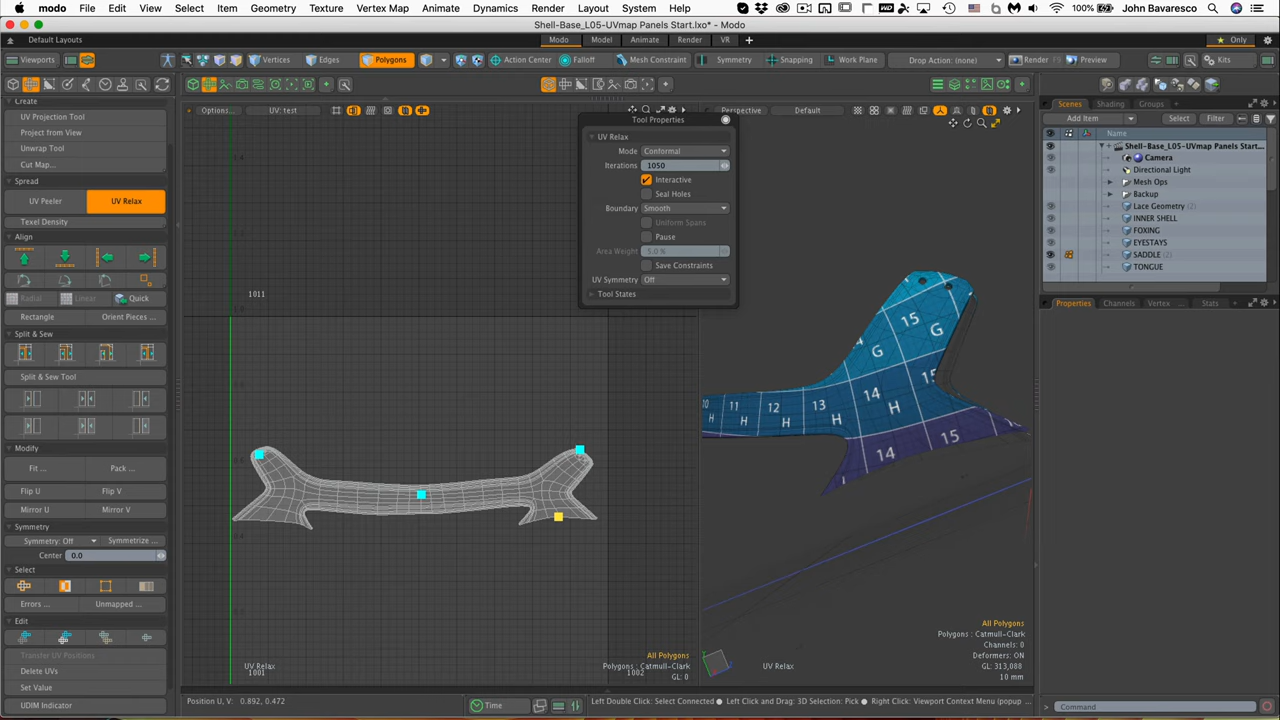 modo File Edit View Select Item Geometry Texture Vertex Map Animate Dynamics Render Layout System Help 100% John Bavaresco
Shell-Base_L05-UVmap Panels Start.lxo* - Modo
Default Layouts Modo Model Animate Render VR Only
Viewports Vertices Edges Polygons Action Center Falloff Mesh Constraint Symmetry Snapping Work Plane Drop Action: (none) Render Preview Kits
Create
UV Projection Tool
Project from View
Unwrap Tool
Cut Map...
Spread
UV Peeler UV Relax
Texel Density
Align
Radial Linear Quick
Rectangle Orient Pieces ...
Split & Sew
Split & Sew Tool
Modify
Fit ... Pack ...
Flip U Flip V
Mirror U Mirror V
Symmetry
Symmetry: Off Symmetrize ...
Center 0.0
Select
Errors ... Unmapped ...
Edit
Transfer UV Positions
Delete UVs
Set Value
UDIM Indicator
Options... UV: test
1011
UV Relax
1001
All Polygons
Polygons : Catmull-Clark
GL: 0
1002
Position U, V: 0.892, 0.472
Tool Properties
UV Relax
Mode Conformal
Iterations 1050
Interactive
Seal Holes
Boundary Smooth
Uniform Spans
Pause
Area Weight 5.0 %
Save Constraints
UV Symmetry Off
Tool States
Perspective Default
15 G
G
10 11 H 12 H 13 H 14 H 15
14 15
All Polygons
Polygons : Catmull-Clark
Channels: 0
Deformers: ON
GL: 313,088
10 mm
UV Relax
Time
Left Double Click: Select Connected ● Left Click and Drag: 3D Selection: Pick ● Right Click: Viewport Context Menu (popup
Scenes Shading Groups
Add Item Select Filter
Name
Shell-Base_L05-UVmap Panels Start...
Camera
Directional Light
Mesh Ops
Backup
Lace Geometry (2)
INNER SHELL
FOXING
EYESTAYS
SADDLE (2)
TONGUE
Properties Channels Vertex ... Stats
Command